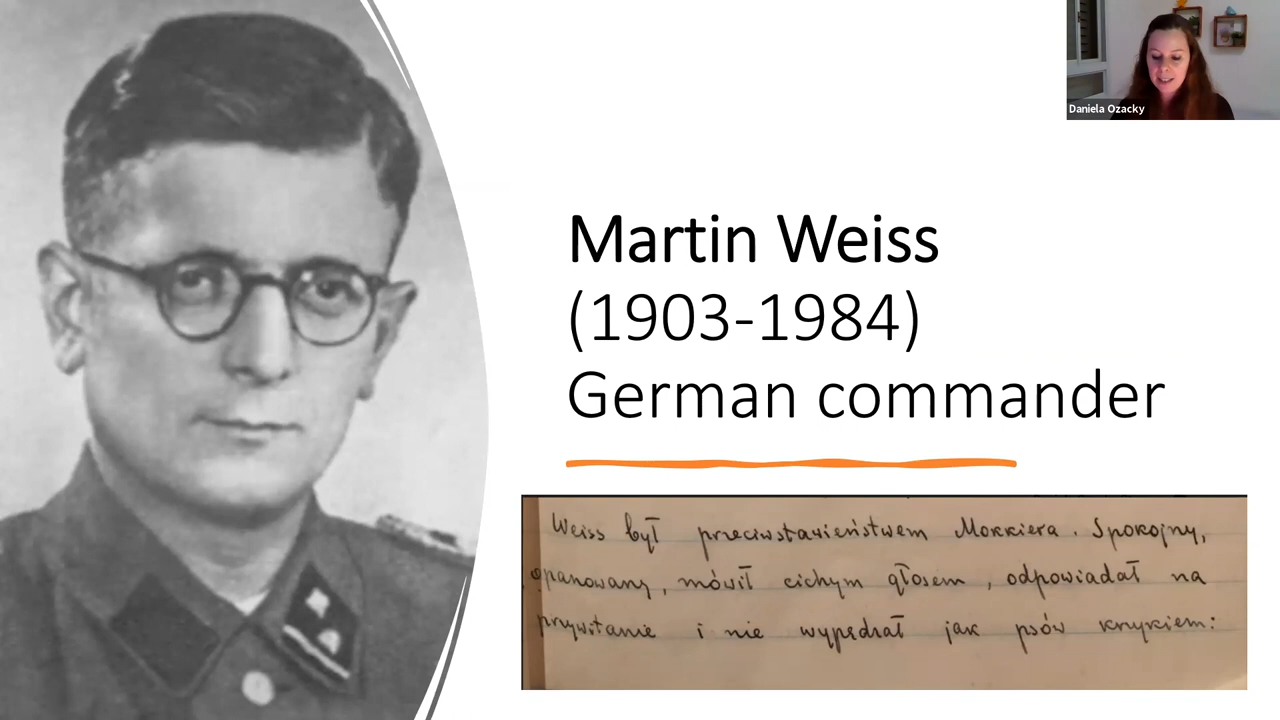 Daniela Ozacky
Martin Weiss
(1903-1984)
German commander
Weiss był przeciwstawieństwem Mokkiera. Spokojny,
opanowany, mówił cichym głosem, odpowiadał na
przywitanie i nie wypędzał jak psów krzykiem: